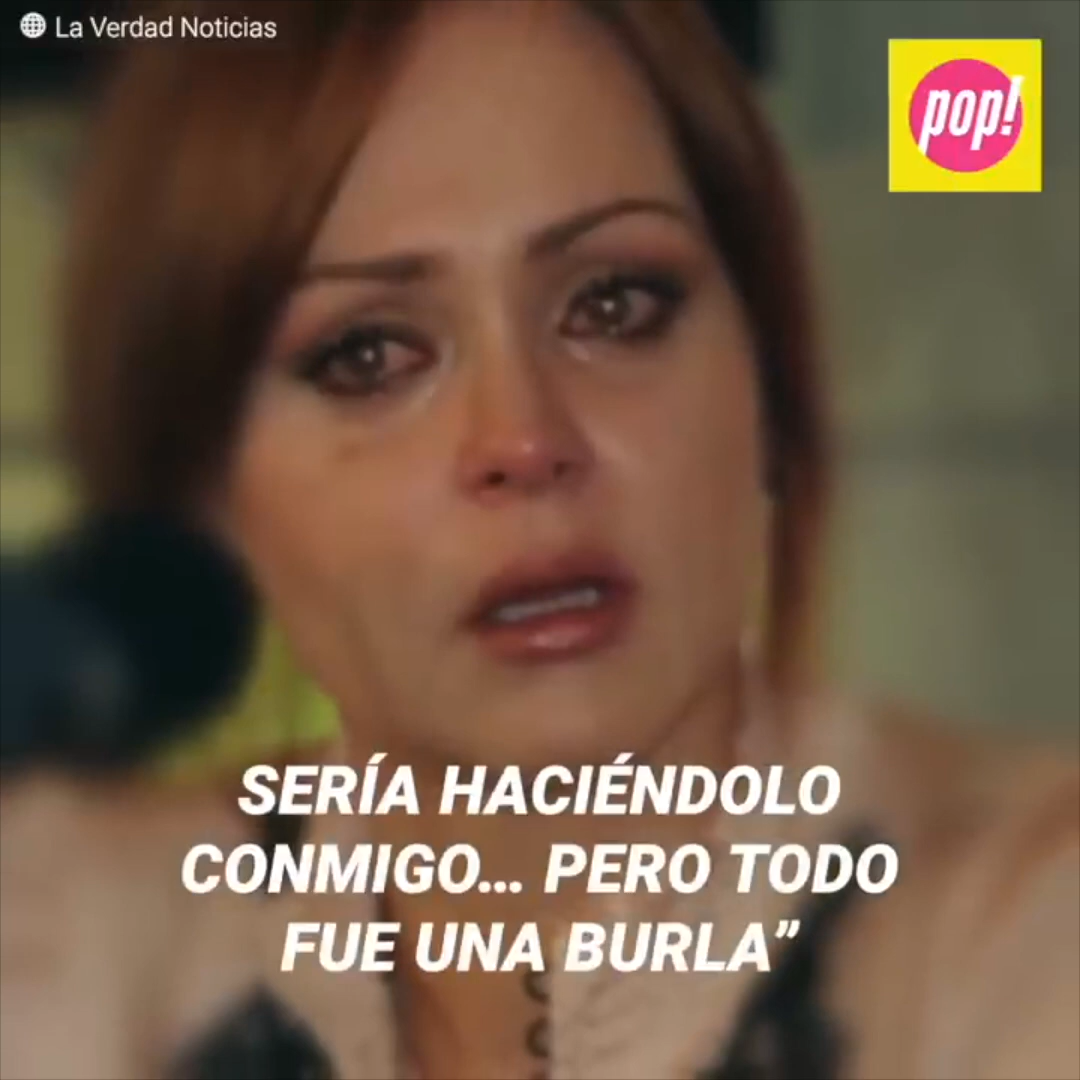 La Verdad Noticias
pop!
SERÍA HACIÉNDOLO
CONMIGO... PERO TODO
FUE UNA BURLA”